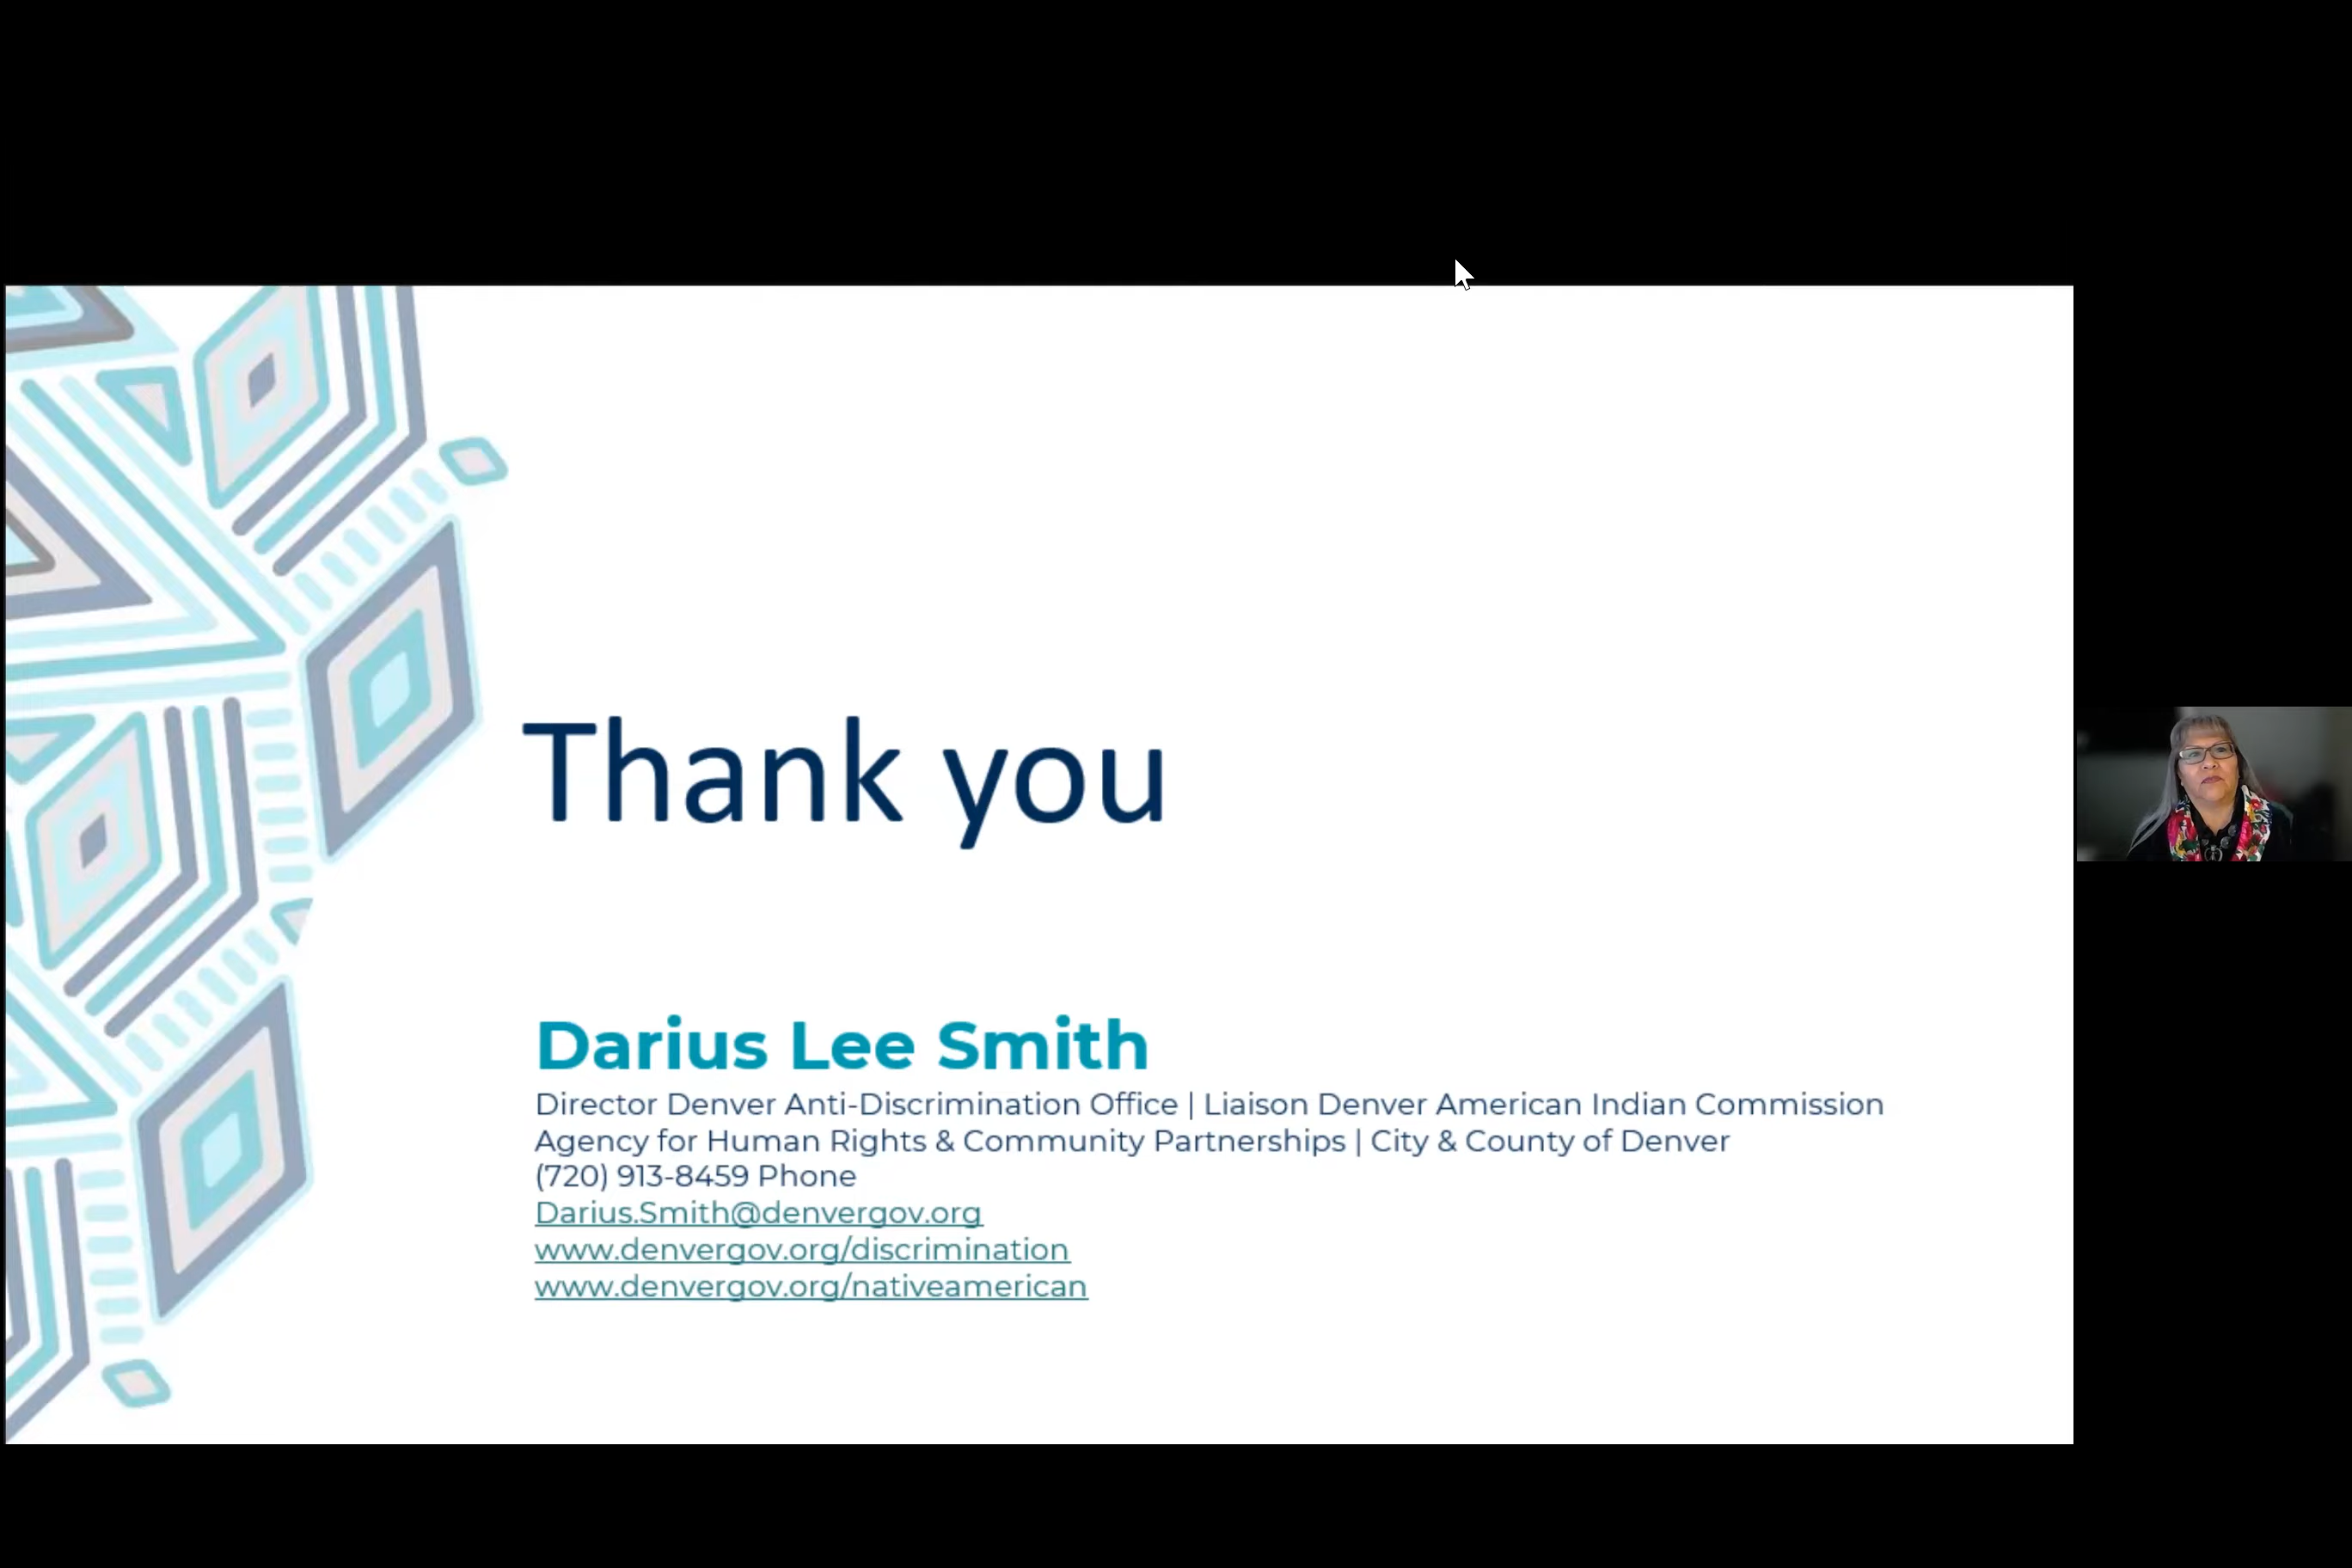 Thank you
Darius Lee Smith
Director Denver Anti-Discrimination Office | Liaison Denver American Indian Commission
Agency for Human Rights & Community Partnerships | City & County of Denver
(720) 913-8459 Phone
Darius.Smith@denvergov.org
www.denvergov.org/discrimination
www.denvergov.org/nativeamerican